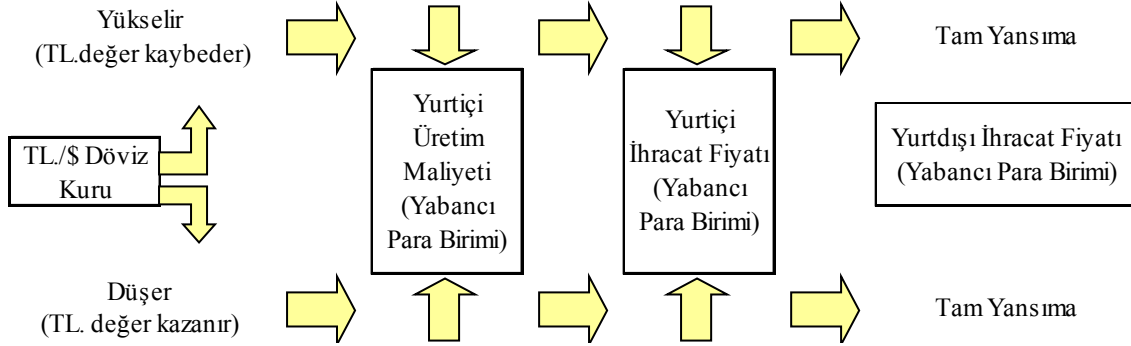 Yükselir
(TL.değer kaybeder)
Tam Yansıma
TL./$ Döviz
Kuru
Yurtiçi
Üretim
Maliyeti
(Yabancı
Para Birimi)
Yurtiçi
İhracat Fiyatı
(Yabancı
Para Birimi)
Yurtdışı İhracat Fiyatı
(Yabancı Para Birimi)
Düşer
(TL. değer kazanır)
Tam Yansıma